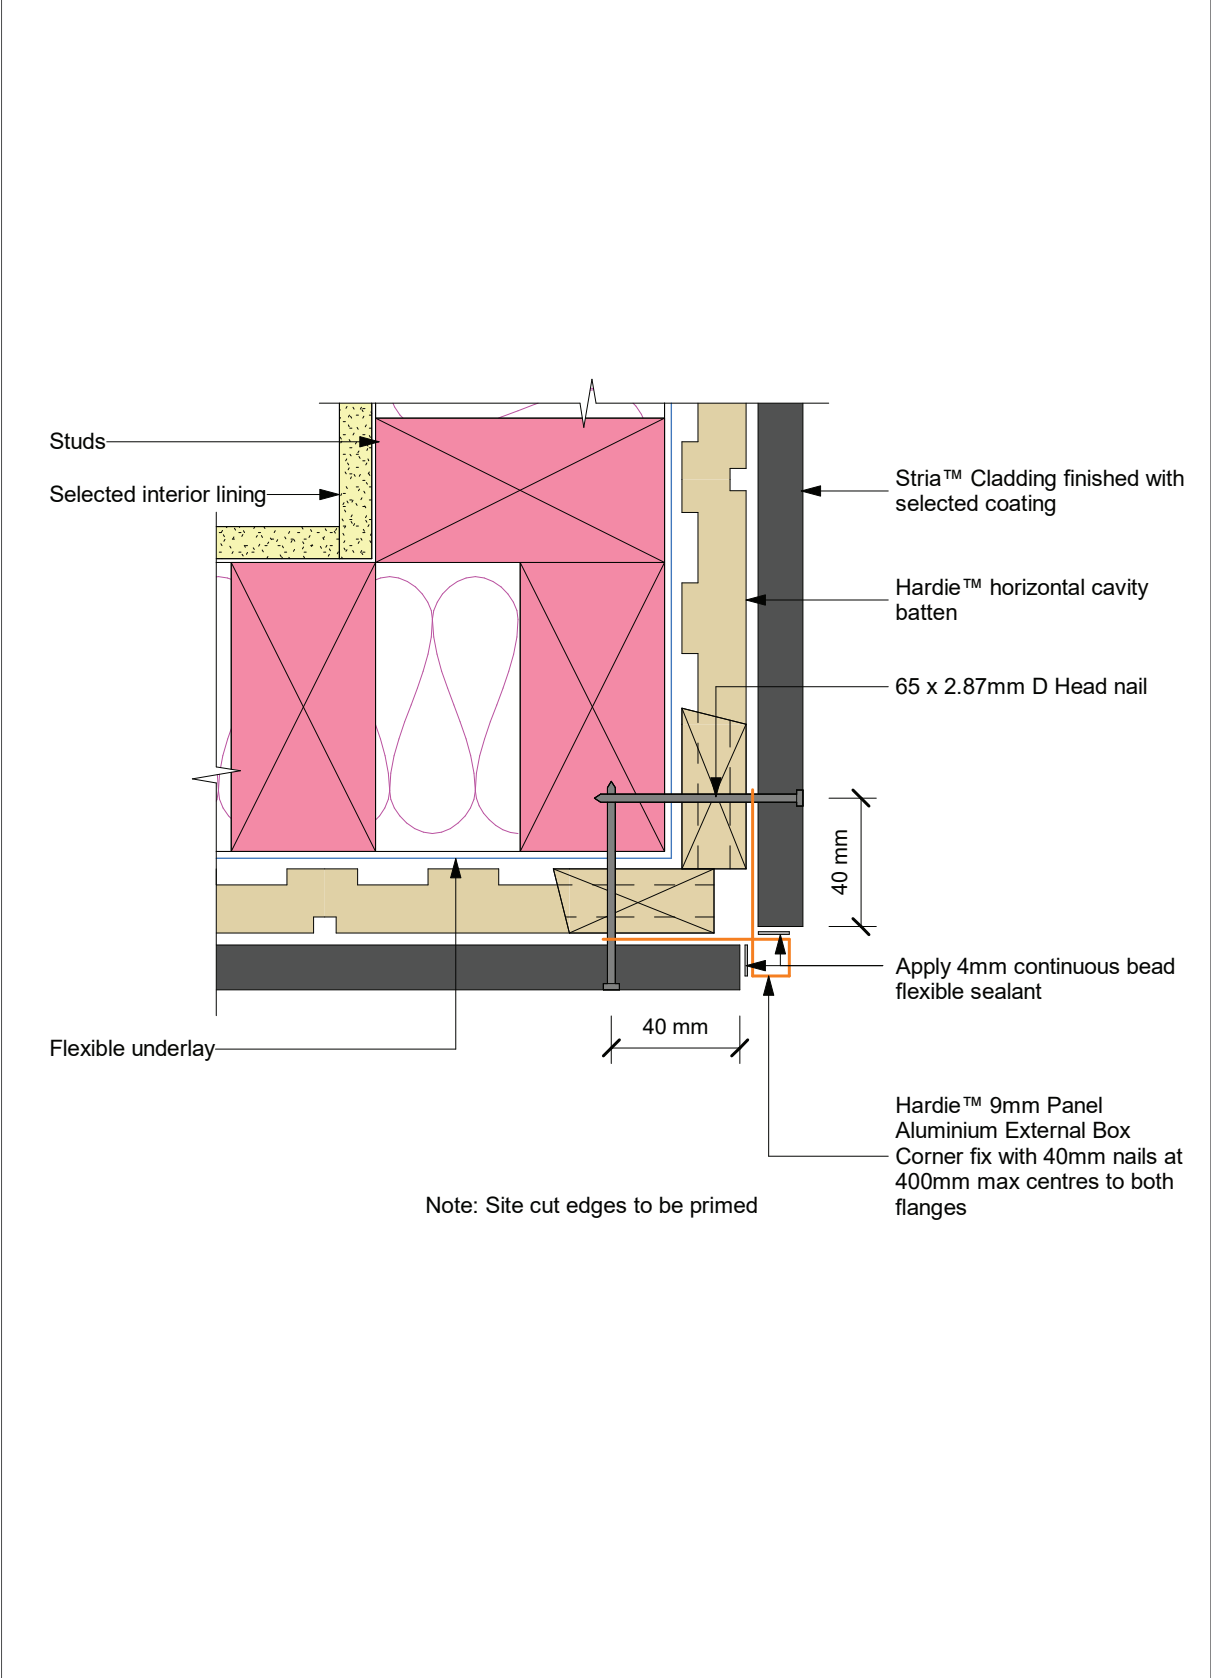 Studs
Selected interior lining
Stria™ Cladding finished with
selected coating
Hardie™ horizontal cavity
batten
65 x 2.87mm D Head nail
40 mm
Apply 4mm continuous bead
flexible sealant
40 mm
Flexible underlay
Hardie™ 9mm Panel
Aluminium External Box
Corner fix with 40mm nails at
400mm max centres to both
flanges
Note: Site cut edges to be primed